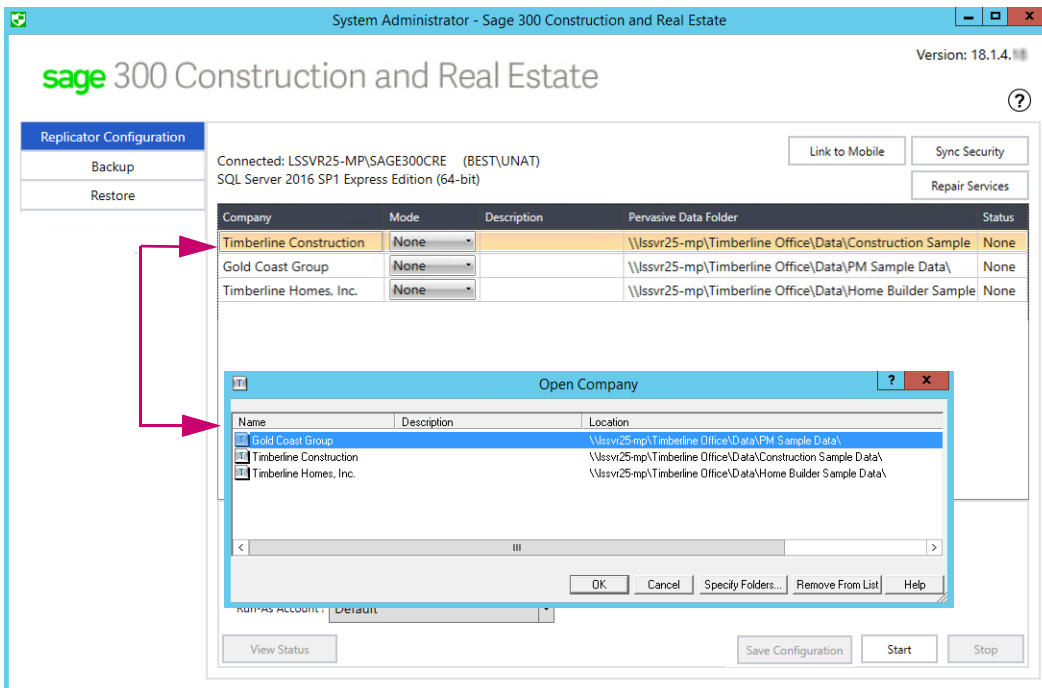 System Administrator - Sage 300 Construction and Real Estate
Version: 18.1.4.
sage 300 Construction and Real Estate
?
Replicator Configuration
Backup
Restore
Connected: LSSVR25-MP\SAGE300CRE (BEST\UNAT)
SQL Server 2016 SP1 Express Edition (64-bit)
Link to Mobile
Sync Security
Repair Services
Company Mode Description Pervasive Data Folder Status
Timberline Construction None \\lssvr25-mp\Timberline Office\Data\Construction Sample None
Gold Coast Group None \\lssvr25-mp\Timberline Office\Data\PM Sample Data\ None
Timberline Homes, Inc. None \\lssvr25-mp\Timberline Office\Data\Home Builder Sample None
Open Company
Name Description Location
Gold Coast Group \\lssvr25-mp\Timberline Office\Data\PM Sample Data\
Timberline Construction \\lssvr25-mp\Timberline Office\Data\Construction Sample Data\
Timberline Homes, Inc. \\lssvr25-mp\Timberline Office\Data\Home Builder Sample Data\
OK Cancel Specify Folders... Remove From List Help
Run-As Account : Default
View Status Save Configuration Start Stop